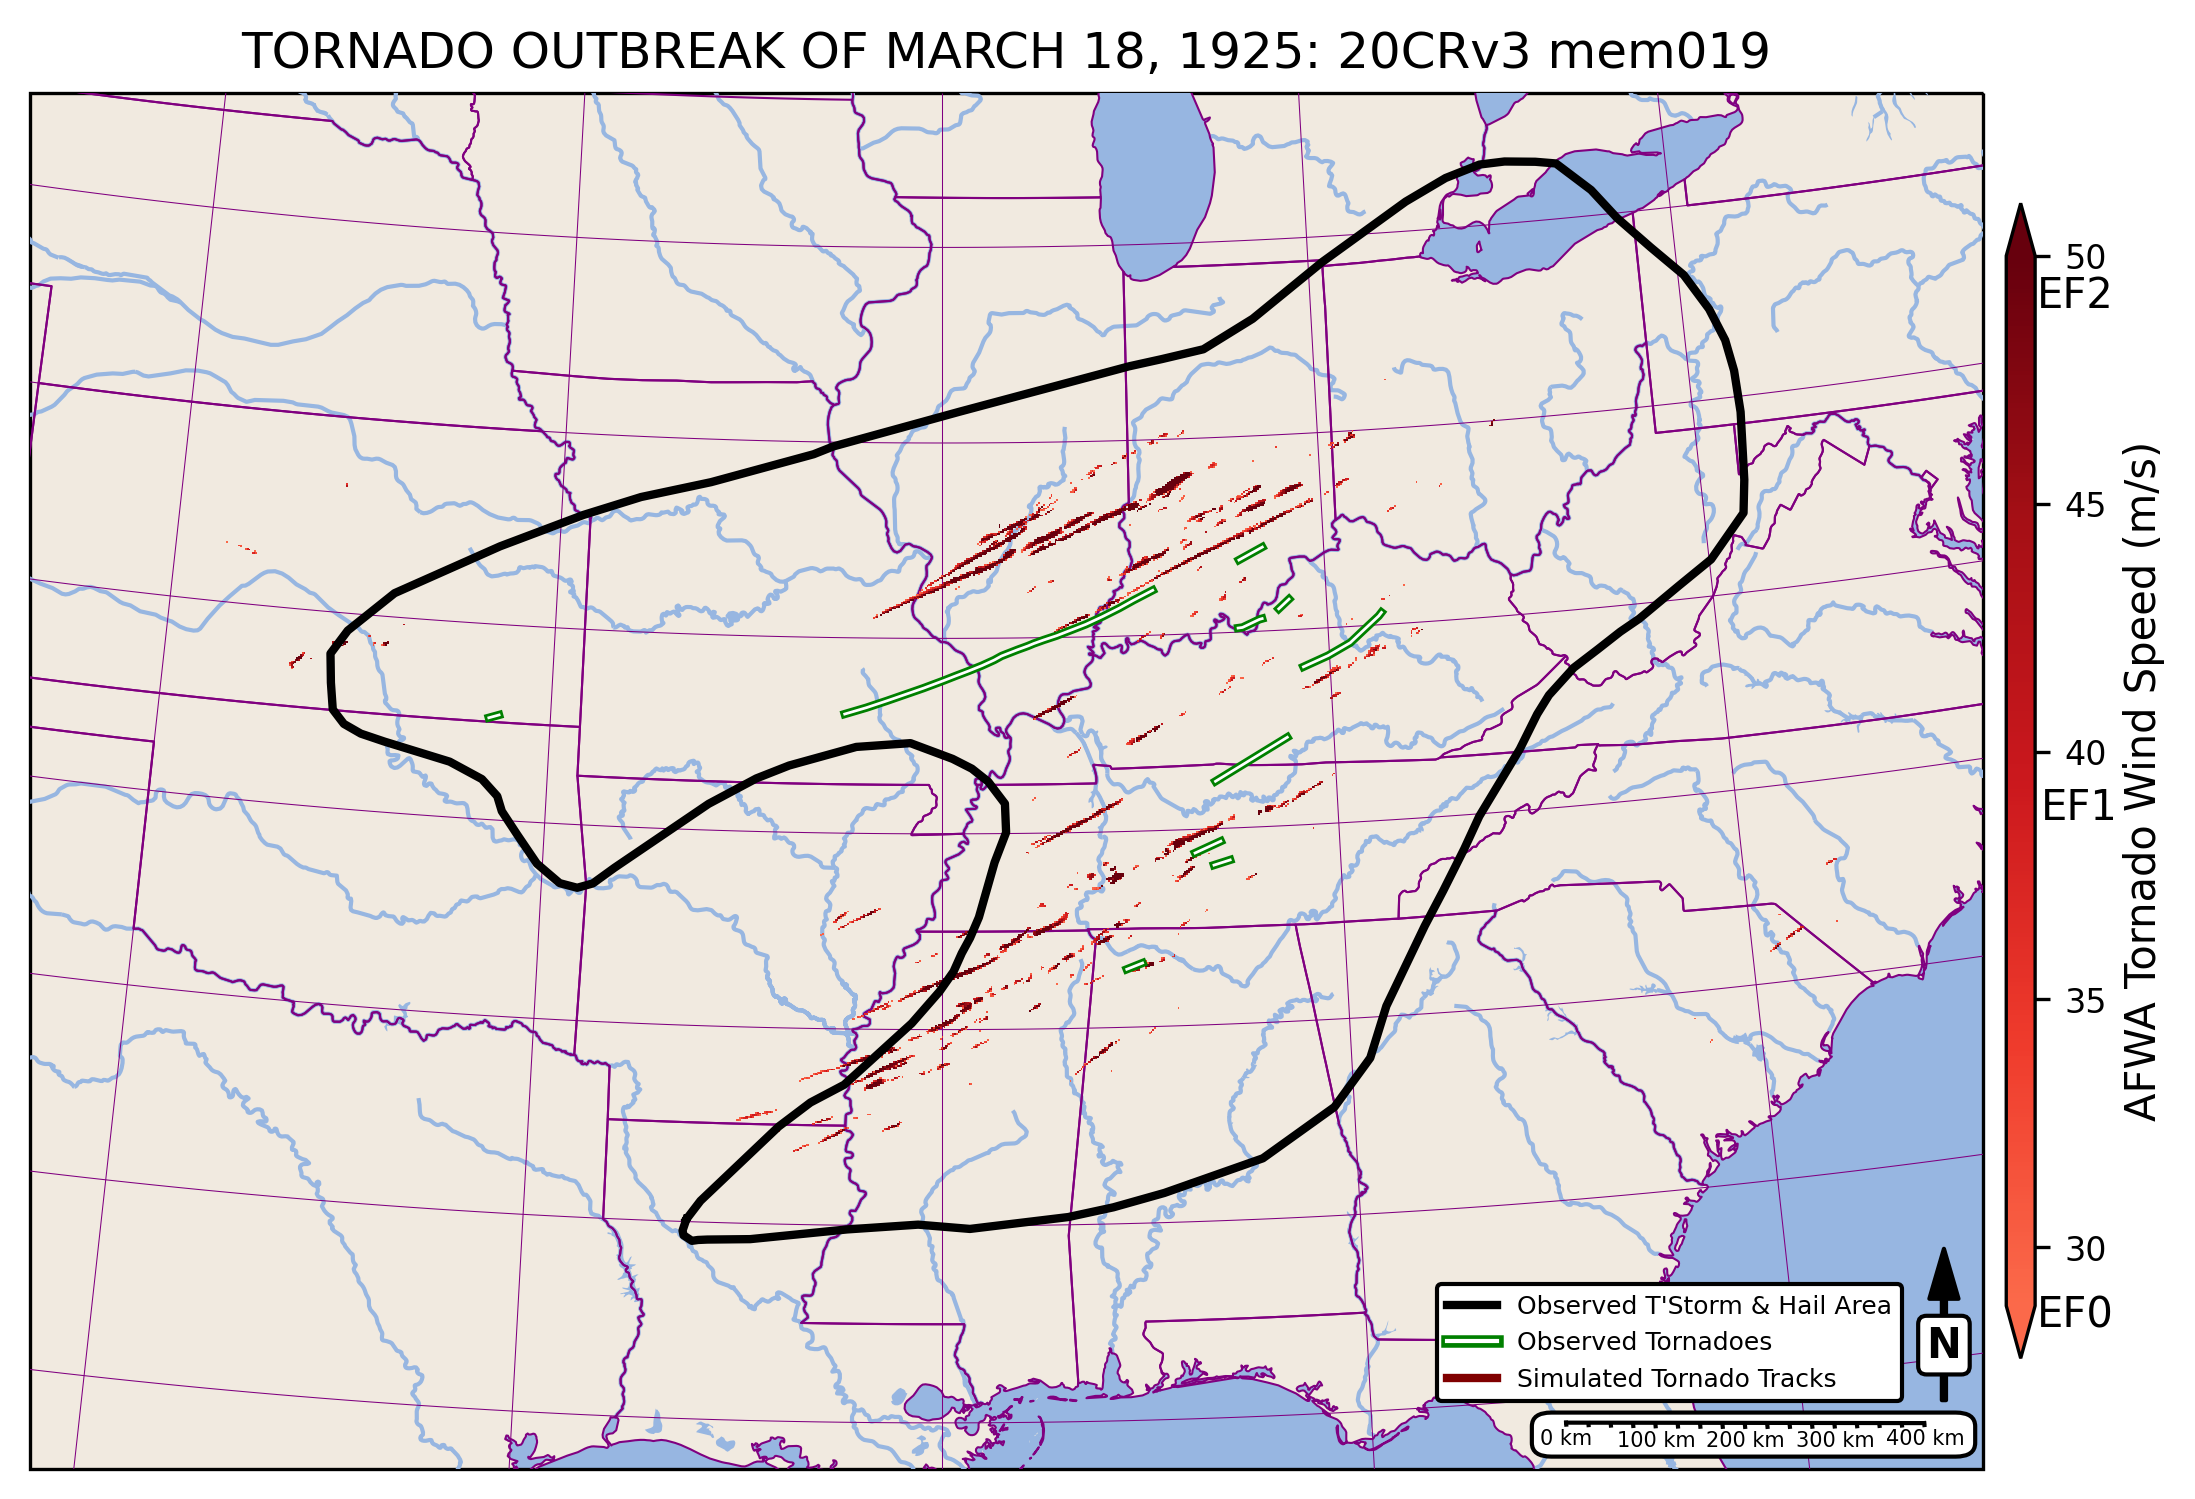 TORNADO OUTBREAK OF MARCH 18, 1925: 20CRv3 mem019
50
EF2
45
40
EF1
35
30
EF0
AFWA Tornado Wind Speed (m/s)
Observed T'Storm & Hail Area
Observed Tornadoes
Simulated Tornado Tracks
N
0 km 100 km 200 km 300 km 400 km